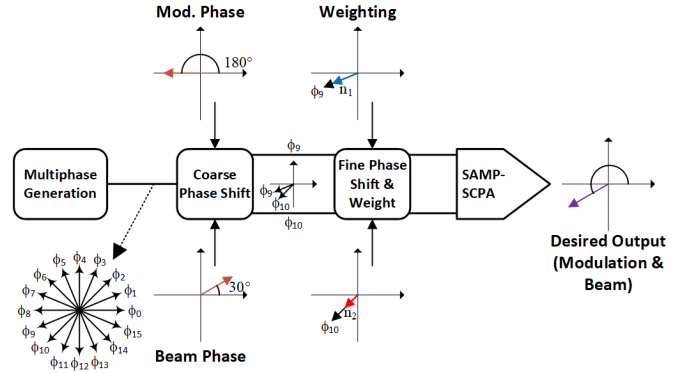 Mod. Phase
Weighting
180°
ϕ9
n1
Multiphase
Generation
Coarse
Phase Shift
ϕ9
ϕ9
ϕ10
ϕ10
Fine Phase
Shift &
Weight
SAMP-
SCPA
Desired Output
(Modulation &
Beam)
ϕ5
ϕ4
ϕ3
ϕ6
ϕ2
ϕ7
ϕ1
ϕ8
ϕ0
ϕ9
ϕ15
ϕ10
ϕ14
ϕ11
ϕ12
ϕ13
30°
Beam Phase
n2
ϕ10